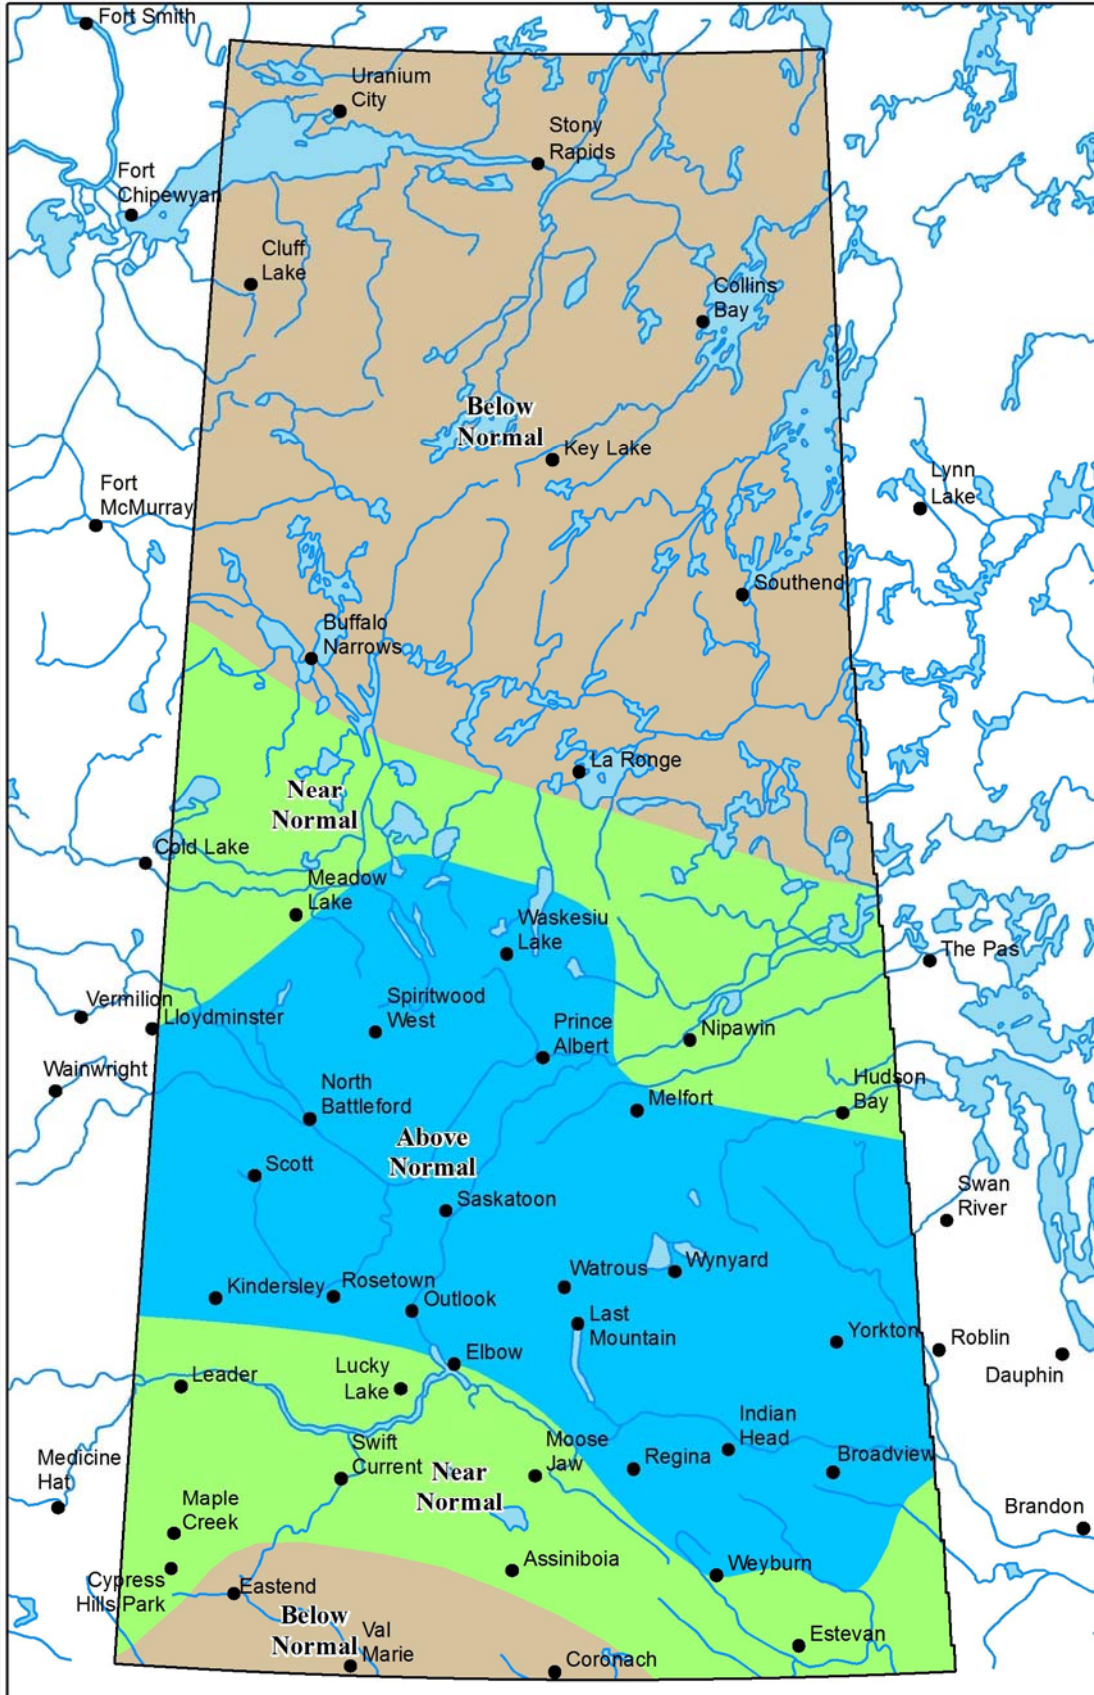 Fort Smith
Uranium
City
Stony
Rapids
Fort
Chipewyan
Cluff
Lake
Collins
Bay
Below
Normal
Key Lake
Lynn
Lake
Fort
McMurray
Southend
Buffalo
Narrows
La Ronge
Near
Normal
Cold Lake
Meadow
Lake
Waskesiu
Lake
The Pas
Vermilion
Lloydminster
Spiritwood
West
Prince
Albert
Nipawin
Wainwright
North
Battleford
Melfort
Hudson
Bay
Above
Normal
Scott
Saskatoon
Swan
River
Kindersley
Rosetown
Outlook
Watrous
Wynyard
Last
Mountain
Yorkton
Roblin
Dauphin
Elbow
Lucky
Lake
Leader
Indian
Head
Moose
Jaw
Regina
Broadview
Medicine
Hat
Swift
Current
Near
Normal
Maple
Creek
Brandon
Cypress
Hills Park
Assiniboia
Weyburn
Eastend
Below
Normal
Val
Marie
Coronach
Estevan